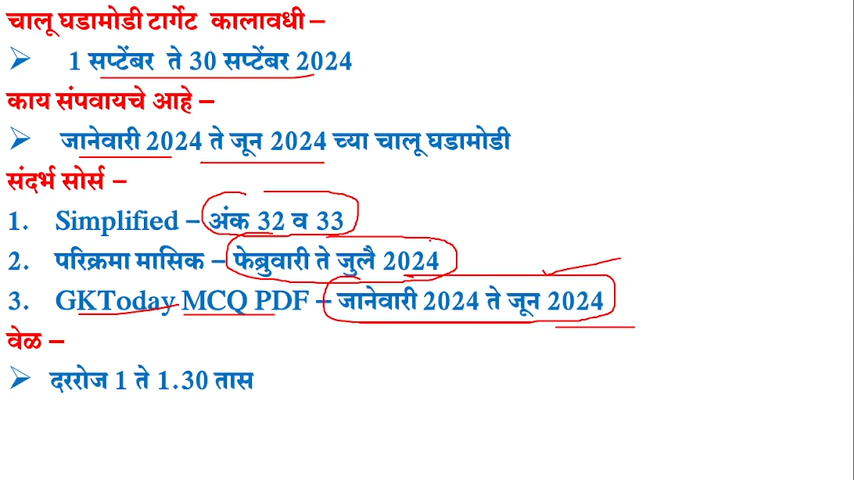 चालू घडामोडी टार्गेट कालावधी –
➢ 1 सप्टेंबर ते 30 सप्टेंबर 2024
काय संपवायचे आहे –
➢ जानेवारी 2024 ते जून 2024 च्या चालू घडामोडी
संदर्भ सोर्स –
1. Simplified – अंक 32 व 33
2. परिक्रमा मासिक – फेब्रुवारी ते जुलै 2024
3. GKToday MCQ PDF – जानेवारी 2024 ते जून 2024
वेळ –
➢ दररोज 1 ते 1.30 तास